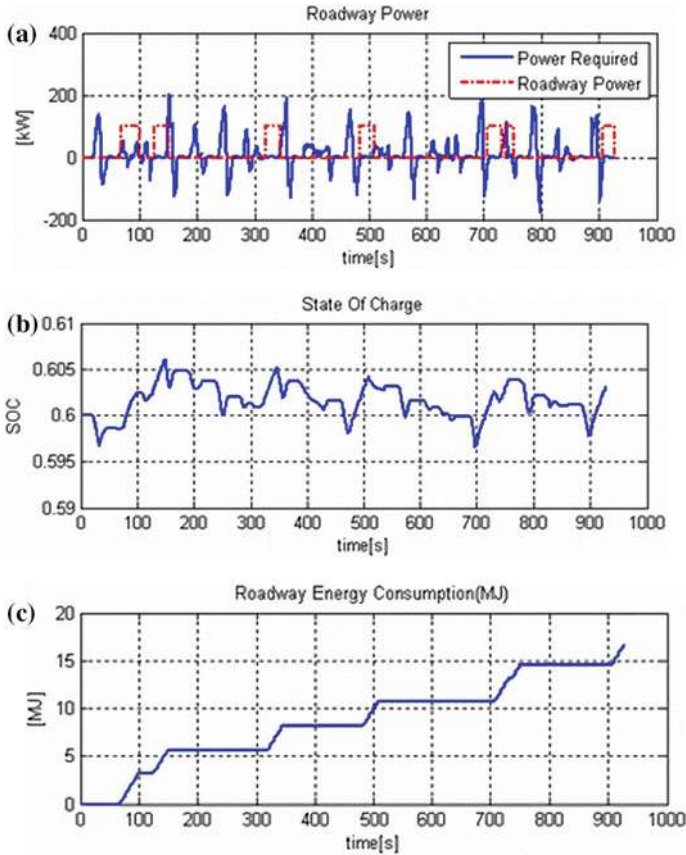 Roadway Power
(a)
400
200
0
-200
[kW]
Power Required
Roadway Power
0 100 200 300 400 500 600 700 800 900 1000
time[s]
State Of Charge
(b)
0.61
0.605
0.6
0.595
0.59
SOC
0 100 200 300 400 500 600 700 800 900 1000
time[s]
Roadway Energy Consumption(MJ)
(c)
20
15
10
5
0
[MJ]
0 100 200 300 400 500 600 700 800 900 1000
time[s]